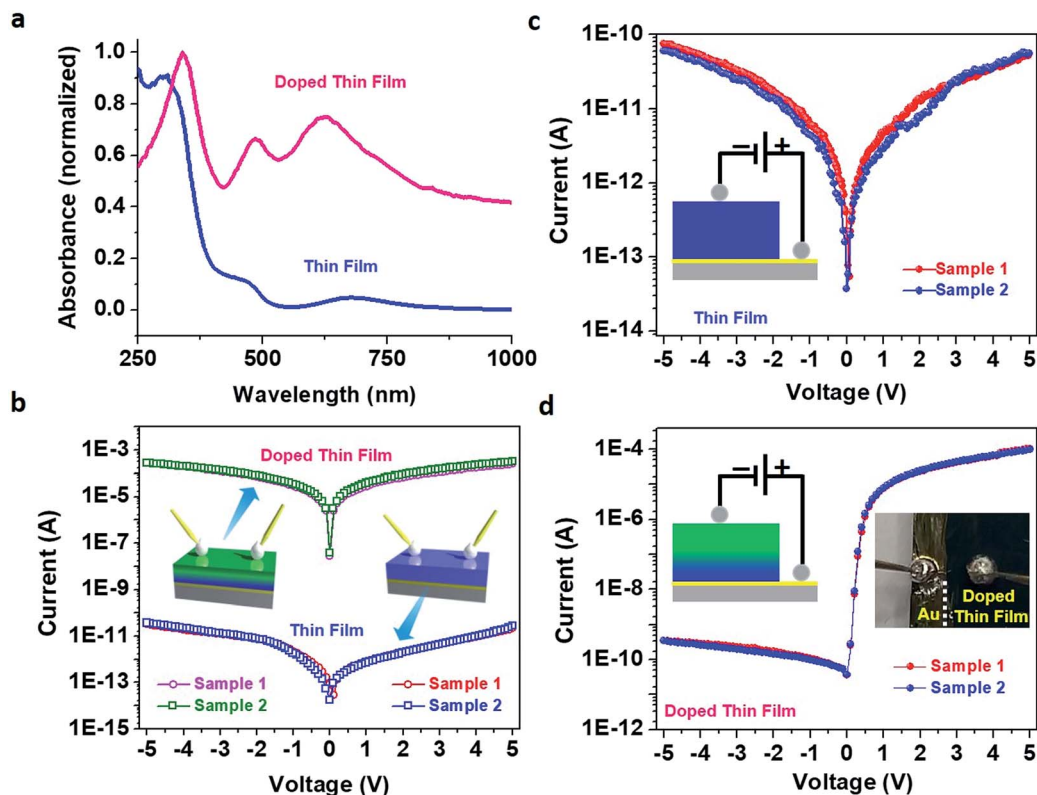 a
1.0
0.8
0.6
0.4
0.2
0.0
Absorbance (normalized)
Doped Thin Film
Thin Film
250
500
750
1000
Wavelength (nm)
b
1E-3
1E-5
1E-7
1E-9
1E-11
1E-13
1E-15
Current (A)
Doped Thin Film
Thin Film
Sample 1
Sample 2
Sample 1
Sample 2
-5 -4 -3 -2 -1 0 1 2 3 4 5
Voltage (V)
c
1E-10
1E-11
1E-12
1E-13
1E-14
Current (A)
− +
Sample 1
Sample 2
Thin Film
-5 -4 -3 -2 -1 0 1 2 3 4 5
Voltage (V)
d
1E-4
1E-6
1E-8
1E-10
1E-12
Current (A)
− +
Au
Doped
Thin Film
Sample 1
Sample 2
Doped Thin Film
-5 -4 -3 -2 -1 0 1 2 3 4 5
Voltage (V)